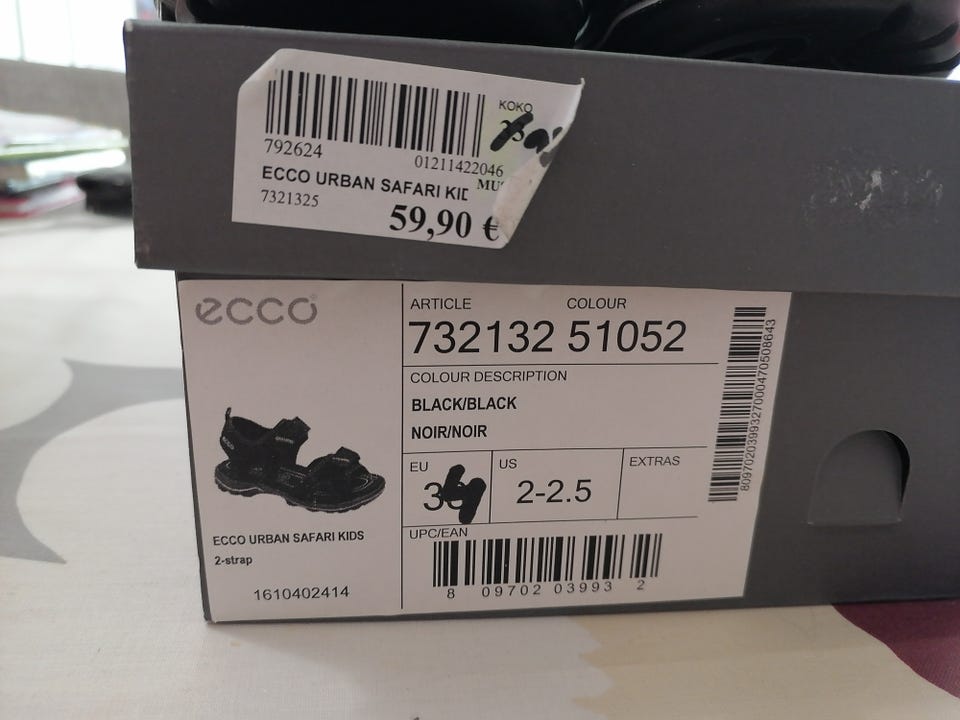 KOKO
792624
01211422046
ECCO URBAN SAFARI KID
MU
7321325
59,90 €
ecco
ARTICLE COLOUR
732132 51052
COLOUR DESCRIPTION
BLACK/BLACK
NOIR/NOIR
EU US EXTRAS
2-2.5
ECCO URBAN SAFARI KIDS
2-strap
1610402414
UPC/EAN
8 09702 03993 2
8097020399327000470508643